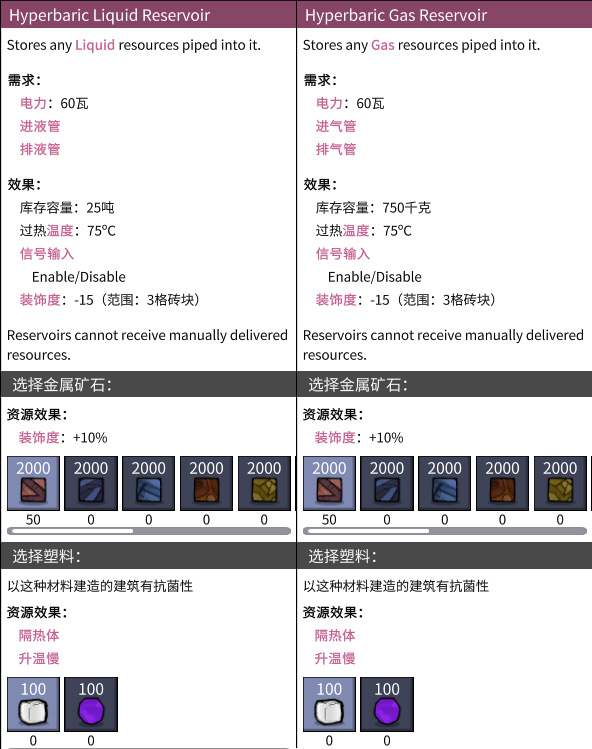 Hyperbaric Liquid Reservoir
Stores any Liquid resources piped into it.
需求：
电力：60瓦
进液管
排液管
效果：
库存容量：25吨
过热温度：75ºC
信号输入
Enable/Disable
装饰度：-15（范围：3格砖块）
Reservoirs cannot receive manually delivered
resources.
选择金属矿石：
资源效果：
装饰度：+10%
2000 2000 2000 2000 2000
50 0 0 0 0
选择塑料：
以这种材料建造的建筑有抗菌性
资源效果：
隔热体
升温慢
100 100
0 0
Hyperbaric Gas Reservoir
Stores any Gas resources piped into it.
需求：
电力：60瓦
进气管
排气管
效果：
库存容量：750千克
过热温度：75ºC
信号输入
Enable/Disable
装饰度：-15（范围：3格砖块）
Reservoirs cannot receive manually delivered
resources.
选择金属矿石：
资源效果：
装饰度：+10%
2000 2000 2000 2000 2000
50 0 0 0 0
选择塑料：
以这种材料建造的建筑有抗菌性
资源效果：
隔热体
升温慢
100 100
0 0